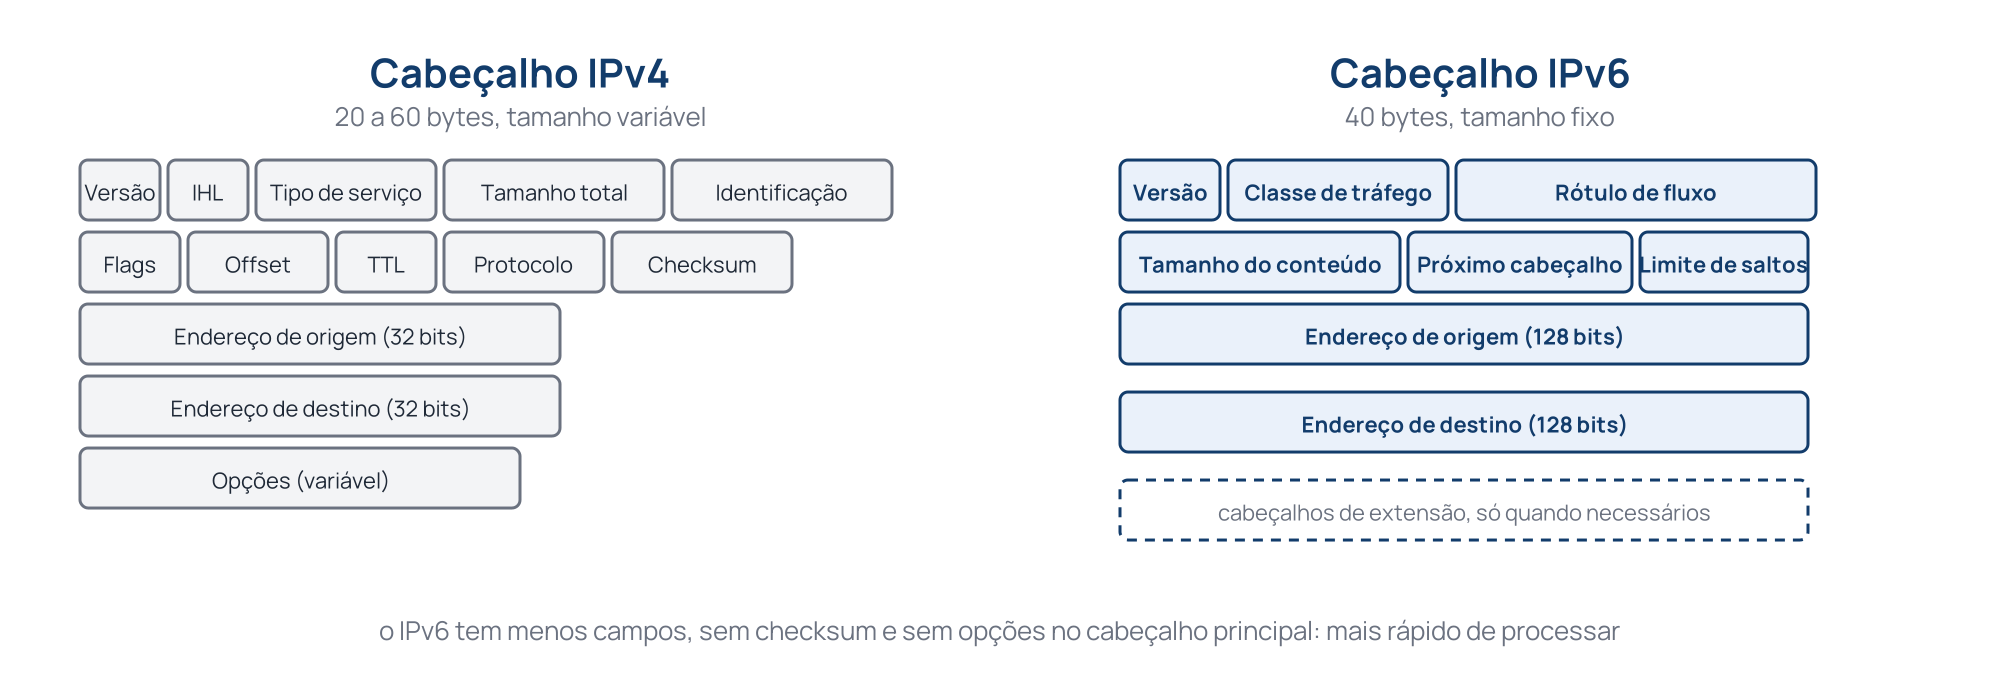 Cabeçalho IPv4
20 a 60 bytes, tamanho variável
Versão IHL Tipo de serviço Tamanho total Identificação
Flags Offset TTL Protocolo Checksum
Endereço de origem (32 bits)
Endereço de destino (32 bits)
Opções (variável)
Cabeçalho IPv6
40 bytes, tamanho fixo
Versão Classe de tráfego Rótulo de fluxo
Tamanho do conteúdo Próximo cabeçalho Limite de saltos
Endereço de origem (128 bits)
Endereço de destino (128 bits)
cabeçalhos de extensão, só quando necessários
o IPv6 tem menos campos, sem checksum e sem opções no cabeçalho principal: mais rápido de processar